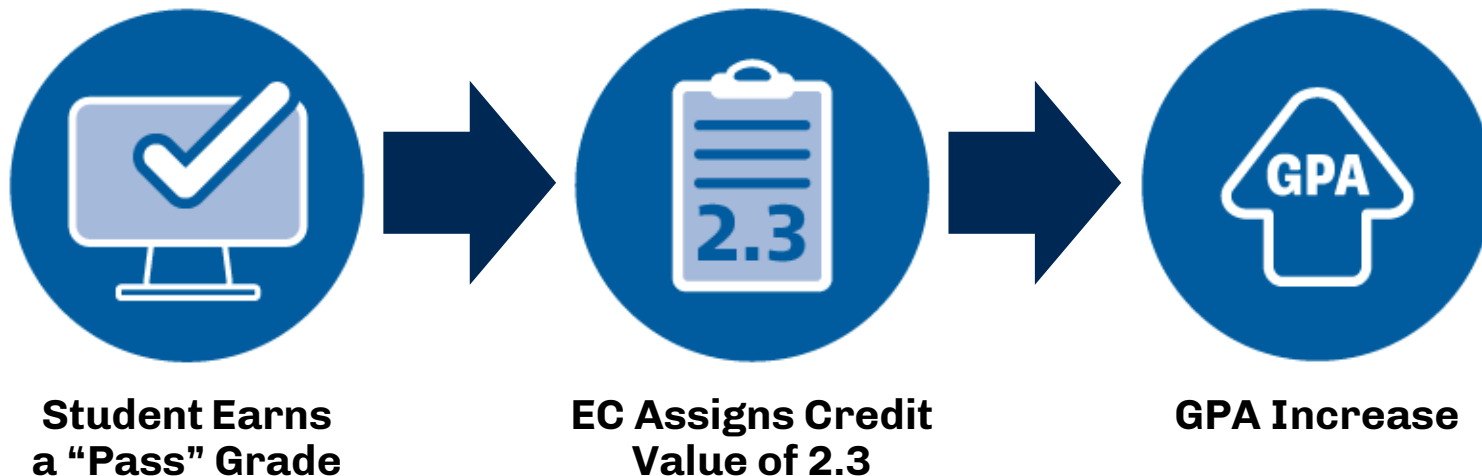 2.3
GPA
Student Earns
a “Pass” Grade
EC Assigns Credit
Value of 2.3
GPA Increase